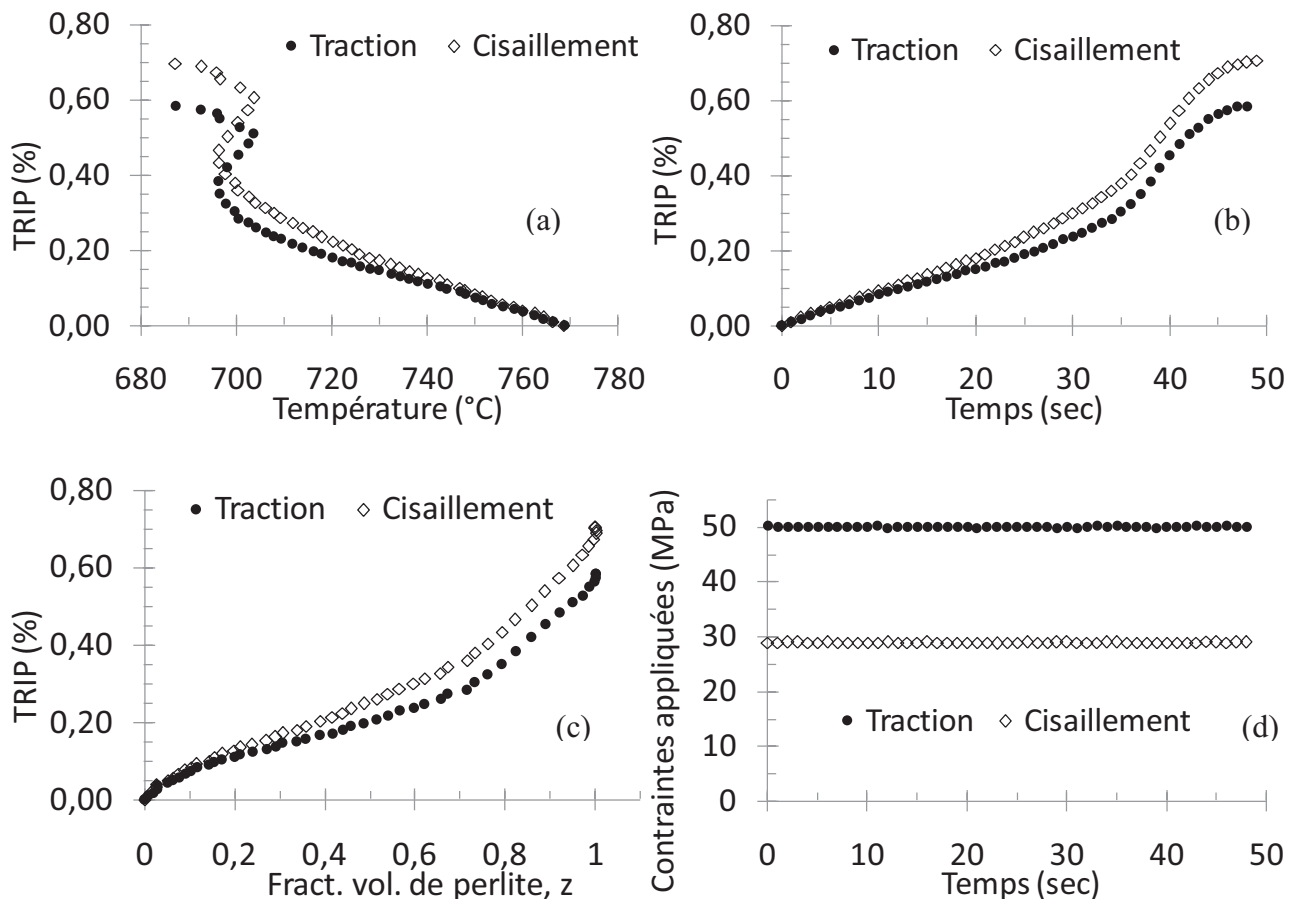 0,80
0,60
0,40
0,20
0,00
TRIP (%)
Traction
Cisaillement
(a)
680 700 720 740 760 780
Température (°C)
0,80
0,60
0,40
0,20
0,00
TRIP (%)
Traction
Cisaillement
(b)
0 10 20 30 40 50
Temps (sec)
0,80
0,60
0,40
0,20
0,00
TRIP (%)
Traction
Cisaillement
(c)
0 0,2 0,4 0,6 0,8 1
Fract. vol. de perlite, z
Contraintes appliquées (MPa)
50
40
30
20
10
0
Traction
Cisaillement
(d)
0 10 20 30 40 50
Temps (sec)